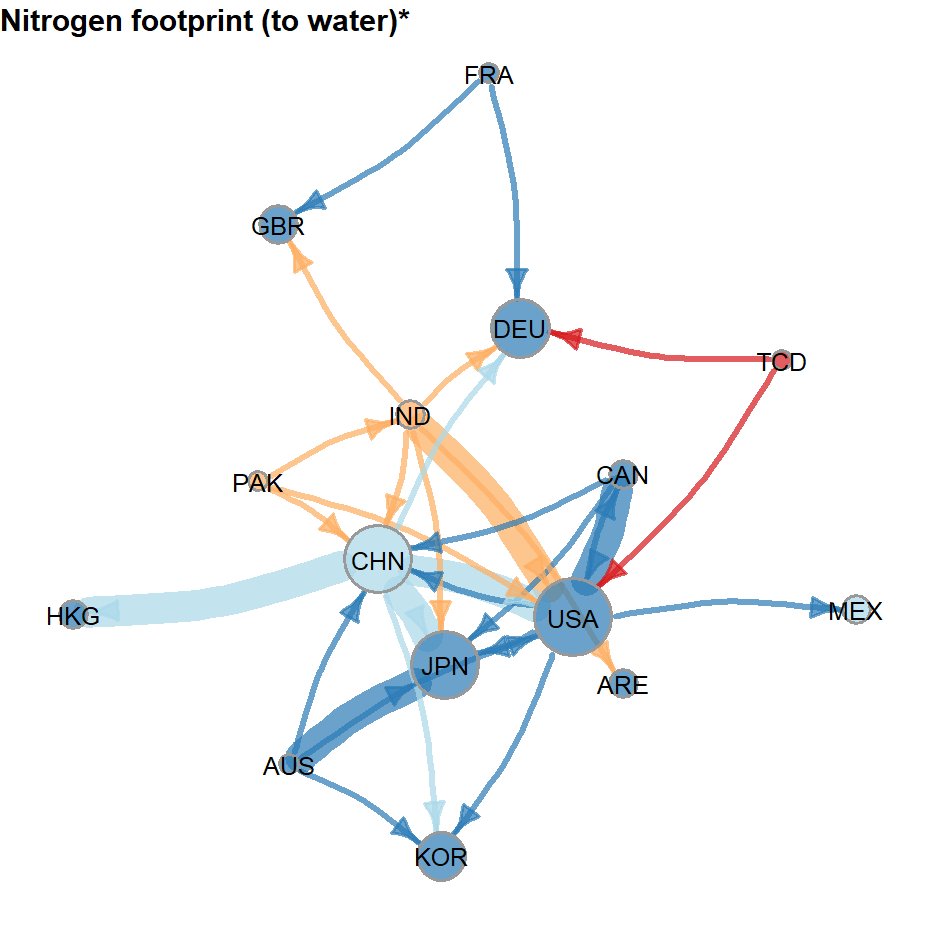 Nitrogen footprint (to water)*
FRA
GBR
DEU
TCD
IND
CAN
PAK
CHN
HKG
USA
MEX
JPN
ARE
AUS
KOR